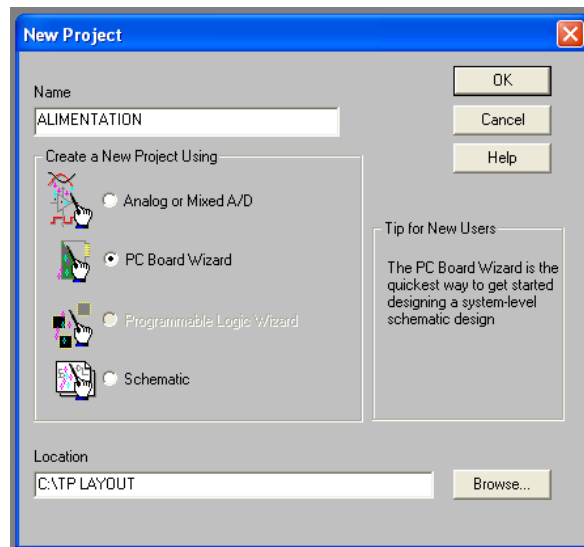 New Project
Name
ALIMENTATION
OK
Cancel
Help
Create a New Project Using
Analog or Mixed A/D
PC Board Wizard
Programmable Logic Wizard
Schematic
Tip for New Users
The PC Board Wizard is the
quickest way to get started
designing a system-level
schematic design
Location
C:\TP LAYOUT
Browse...